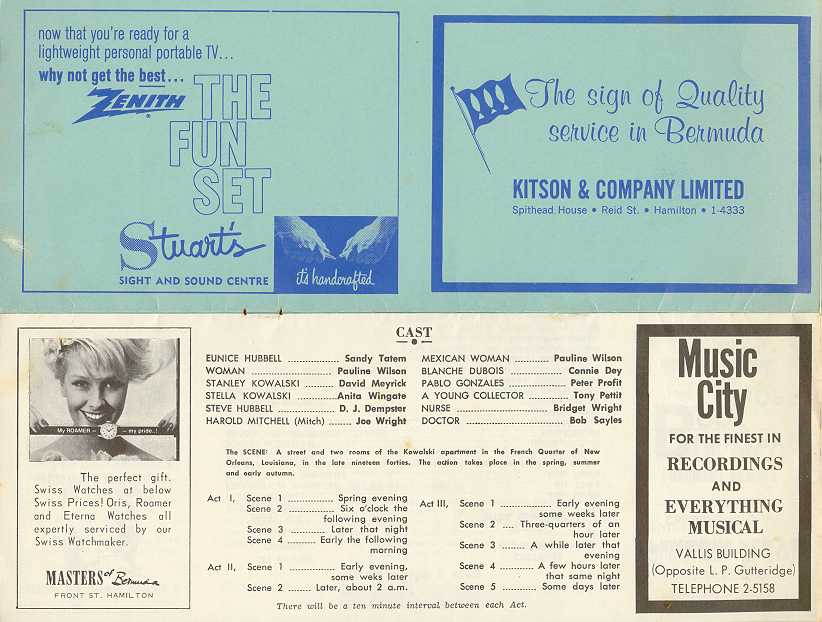 now that you're ready for a
lightweight personal portable TV...
why not get the best...
ZENITH
THE
FUN
SET
Stuart's
SIGHT AND SOUND CENTRE
it's handcrafted
The sign of Quality
service in Bermuda
KITSON & COMPANY LIMITED
Spithead House • Reid St. • Hamilton • 1-4333
My ROAMER — — my pride..!
The perfect gift.
Swiss Watches at below
Swiss Prices! Oris, Roamer
and Eterna Watches all
expertly serviced by our
Swiss Watchmaker.
MASTERS of Bermuda
FRONT ST. HAMILTON
CAST
EUNICE HUBBELL ................ Sandy Tatem
WOMAN ........................ Pauline Wilson
STANLEY KOWALSKI .......... David Meyrick
STELLA KOWALSKI ..............Anita Wingate
STEVE HUBBELL .............. D. J. Dempster
HAROLD MITCHELL (Mitch) ....... Joe Wright
MEXICAN WOMAN ............ Pauline Wilson
BLANCHE DUBOIS .............. Connie Dey
PABLO GONZALES .............. Peter Profit
A YOUNG COLLECTOR .......... Tony Pettit
NURSE ........................ Bridget Wright
DOCTOR ........................ Bob Sayles
The SCENE: A street and two rooms of the Kowalski apartment in the French Quarter of New
Orleans, Louisiana, in the late nineteen forties. The action takes place in the spring, summer
and early autumn.
Act I, Scene 1 .............. Spring evening
Scene 2 .............. Six o'clock the
following evening
Scene 3 .............. Later that night
Scene 4 ........ Early the following
morning
Act II, Scene 1 .............. Early evening,
some weks later
Scene 2 ........ Later, about 2 a.m.
Act III, Scene 1 .............. Early evening
some weeks later
Scene 2 .... Three-quarters of an
hour later
Scene 3 .......... A while later that
evening
Scene 4 .......... A few hours later
that same night
Scene 5 .......... Some days later
There will be a ten minute interval between each Act.
Music
City
FOR THE FINEST IN
RECORDINGS
AND
EVERYTHING
MUSICAL
VALLIS BUILDING
(Opposite L. P. Gutteridge)
TELEPHONE 2-5158